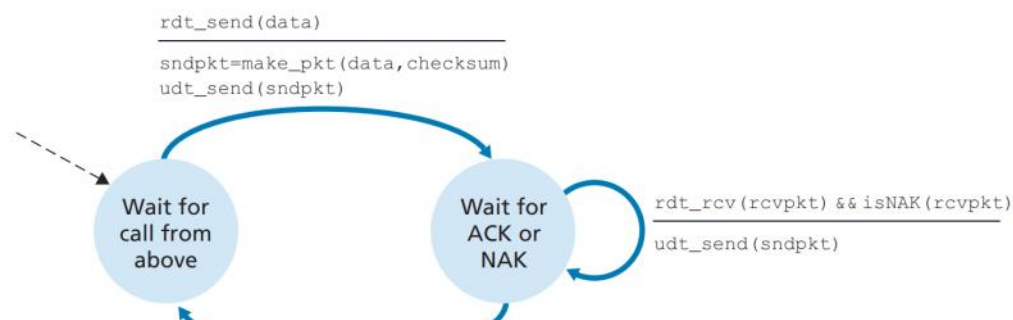 rdt_send(data)
sndpkt=make_pkt(data,checksum)
udt_send(sndpkt)
Wait for
call from
above
Wait for
ACK or
NAK
rdt_rcv(rcvpkt)&&isNAK(rcvpkt)
udt_send(sndpkt)